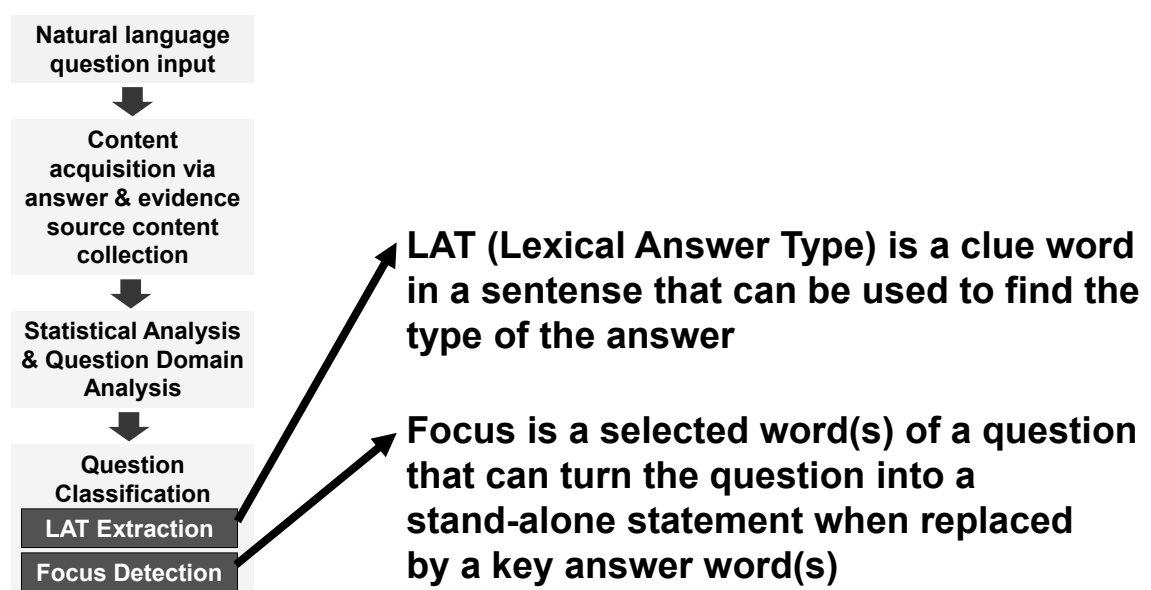 Natural language
question input
Content
acquisition via
answer & evidence
source content
collection
Statistical Analysis
& Question Domain
Analysis
Question
Classification
LAT Extraction
Focus Detection
LAT (Lexical Answer Type) is a clue word
in a sentense that can be used to find the
type of the answer
Focus is a selected word(s) of a question
that can turn the question into a
stand-alone statement when replaced
by a key answer word(s)